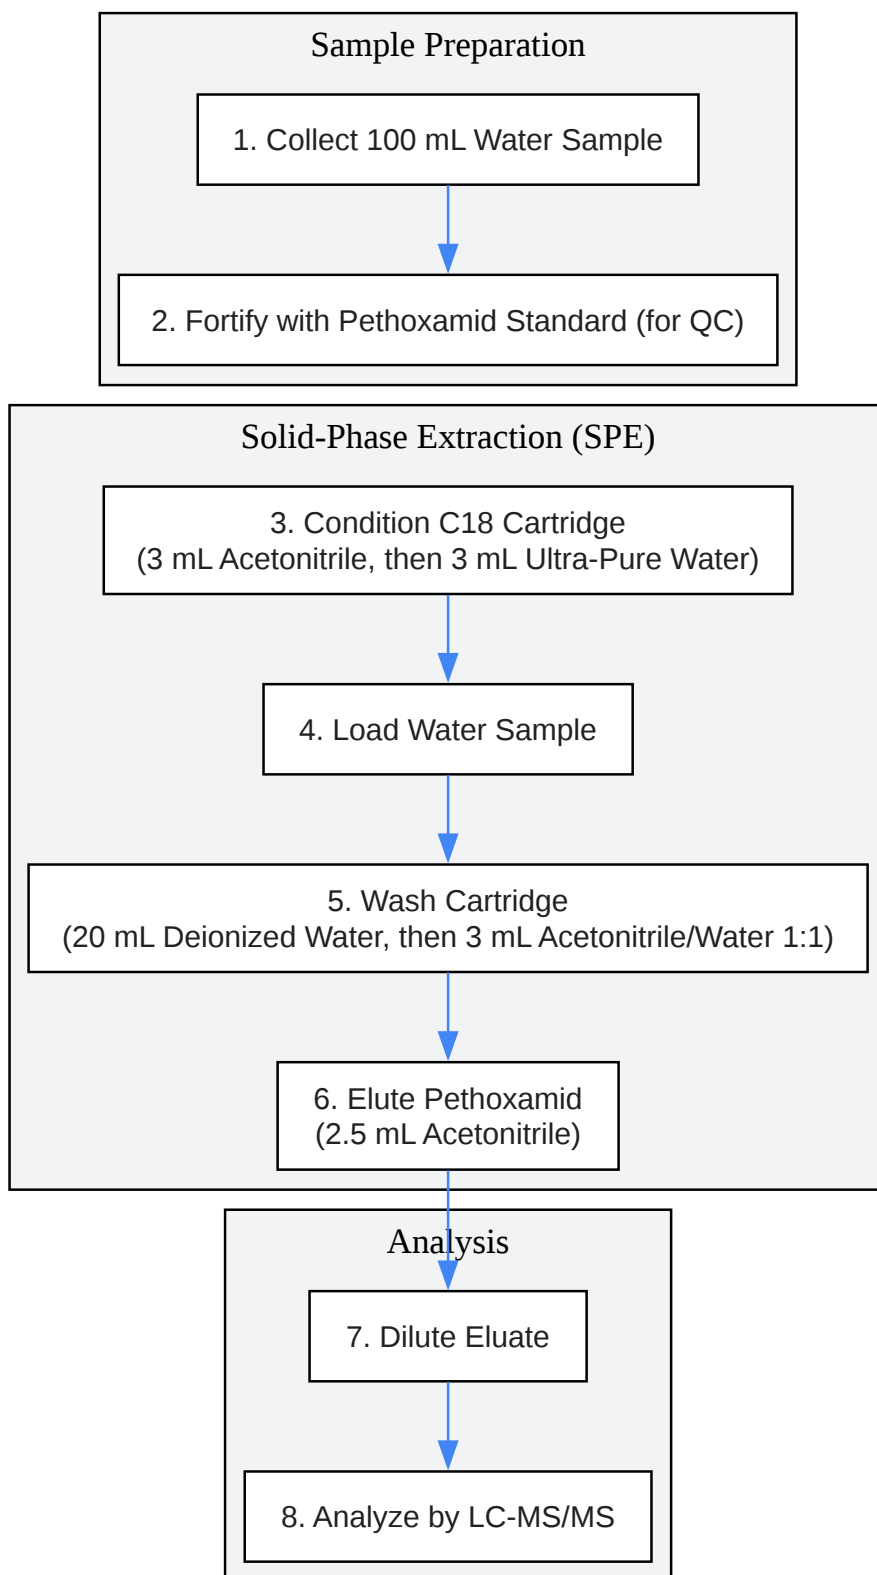 Sample Preparation
1. Collect 100 mL Water Sample
2. Fortify with Pethoxamid Standard (for QC)
Solid-Phase Extraction (SPE)
3. Condition C18 Cartridge
(3 mL Acetonitrile, then 3 mL Ultra-Pure Water)
4. Load Water Sample
5. Wash Cartridge
(20 mL Deionized Water, then 3 mL Acetonitrile/Water 1:1)
6. Elute Pethoxamid
(2.5 mL Acetonitrile)
Analysis
7. Dilute Eluate
8. Analyze by LC-MS/MS